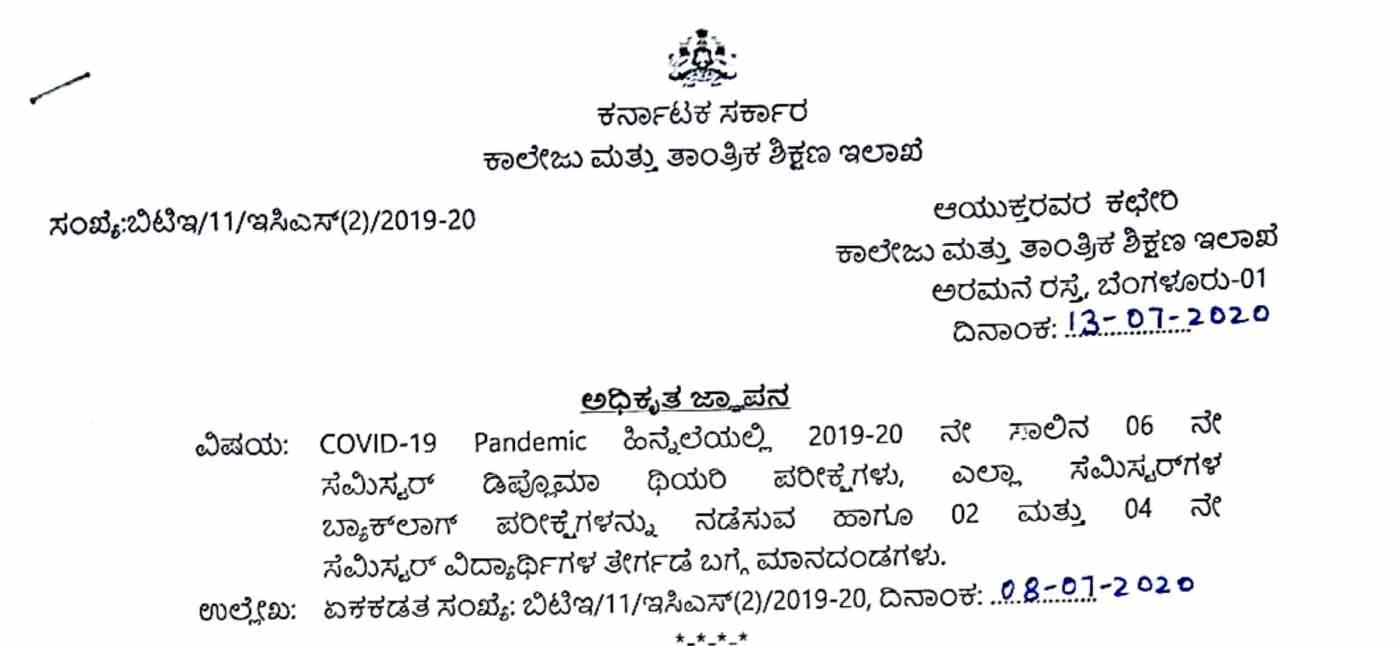 ಕರ್ನಾಟಕ ಸರ್ಕಾರ
ಕಾಲೇಜು ಮತ್ತು ತಾಂತ್ರಿಕ ಶಿಕ್ಷಣ ಇಲಾಖೆ
ಸಂಖ್ಯೆ:ಬಿಟಿಇ/11/ಇಸಿಎಸ್(2)/2019-20
ಆಯುಕ್ತರವರ ಕಛೇರಿ
ಕಾಲೇಜು ಮತ್ತು ತಾಂತ್ರಿಕ ಶಿಕ್ಷಣ ಇಲಾಖೆ
ಅರಮನೆ ರಸ್ತೆ, ಬೆಂಗಳೂರು-01
ದಿನಾಂಕ: 13-07-2020
ಅಧಿಕೃತ ಜ್ಞಾಪನ
ವಿಷಯ: COVID-19 Pandemic ಹಿನ್ನೆಲೆಯಲ್ಲಿ 2019-20 ನೇ ಸಾಲಿನ 06 ನೇ
ಸೆಮಿಸ್ಟರ್ ಡಿಪ್ಲೊಮಾ ಥಿಯರಿ ಪರೀಕ್ಷೆಗಳು, ಎಲ್ಲಾ ಸೆಮಿಸ್ಟರ್‌ಗಳ
ಬ್ಯಾಕ್‌ಲಾಗ್ ಪರೀಕ್ಷೆಗಳನ್ನು ನಡೆಸುವ ಹಾಗೂ 02 ಮತ್ತು 04 ನೇ
ಸೆಮಿಸ್ಟರ್ ವಿದ್ಯಾರ್ಥಿಗಳ ತೇರ್ಗಡೆ ಬಗ್ಗೆ ಮಾನದಂಡಗಳು.
ಉಲ್ಲೇಖ: ಏಕಕಡತ ಸಂಖ್ಯೆ: ಬಿಟಿಇ/11/ಇಸಿಎಸ್(2)/2019-20, ದಿನಾಂಕ: 08-07-2020
*-*-*-*